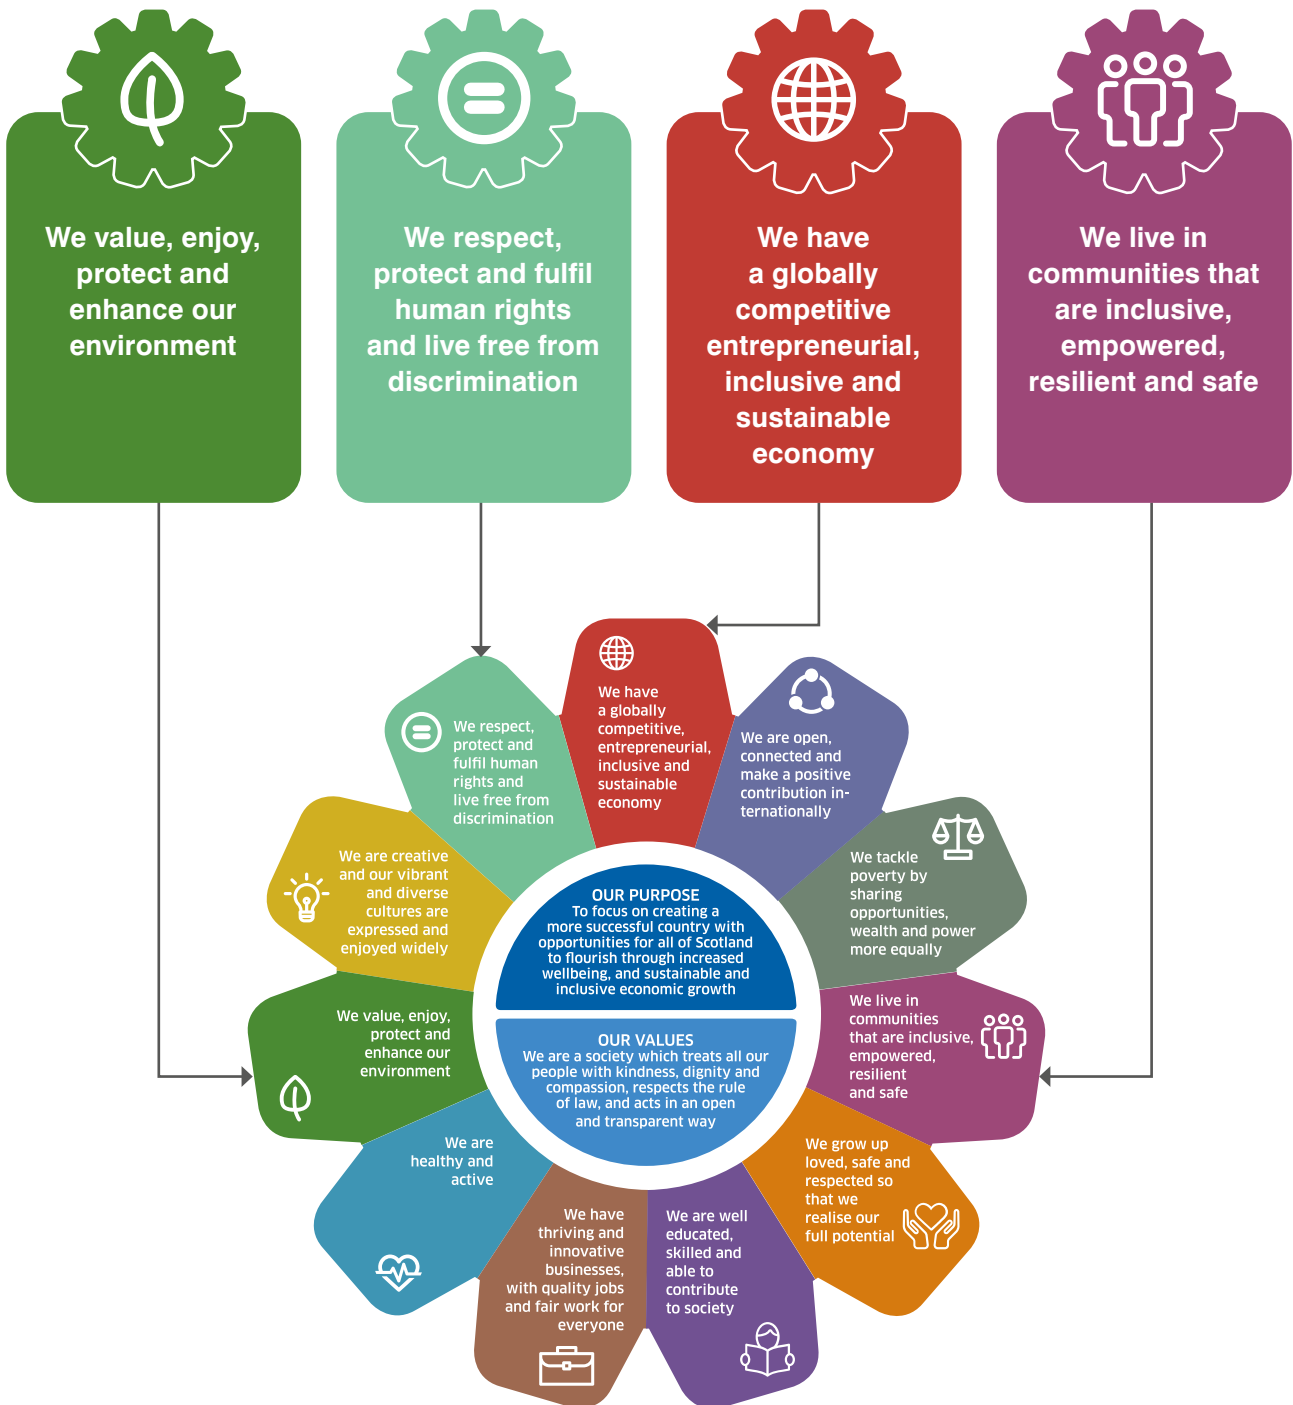 We value, enjoy,
protect and
enhance our
environment
We respect,
protect and fulfil
human rights
and live free from
discrimination
We have
a globally
competitive
entrepreneurial,
inclusive and
sustainable
economy
We live in
communities that
are inclusive,
empowered,
resilient and safe
We have
a globally
competitive,
entrepreneurial,
inclusive and
sustainable
economy
We respect,
protect and
fulfil human
rights and
live free from
discrimination
We are open,
connected and
make a positive
contribution in-
ternationally
We are creative
and our vibrant
and diverse
cultures are
expressed and
enjoyed widely
We tackle
poverty by
sharing
opportunities,
wealth and power
more equally
OUR PURPOSE
To focus on creating a
more successful country with
opportunities for all of Scotland
to flourish through increased
wellbeing, and sustainable and
inclusive economic growth
We value, enjoy,
protect and
enhance our
environment
OUR VALUES
We are a society which treats all our
people with kindness, dignity and
compassion, respects the rule
of law, and acts in an open
and transparent way
We live in
communities
that are inclusive,
empowered,
resilient
and safe
We are
healthy and
active
We grow up
loved, safe and
respected so
that we
realise our
full potential
We have
thriving and
innovative
businesses,
with quality jobs
and fair work for
everyone
We are well
educated,
skilled and
able to
contribute
to society